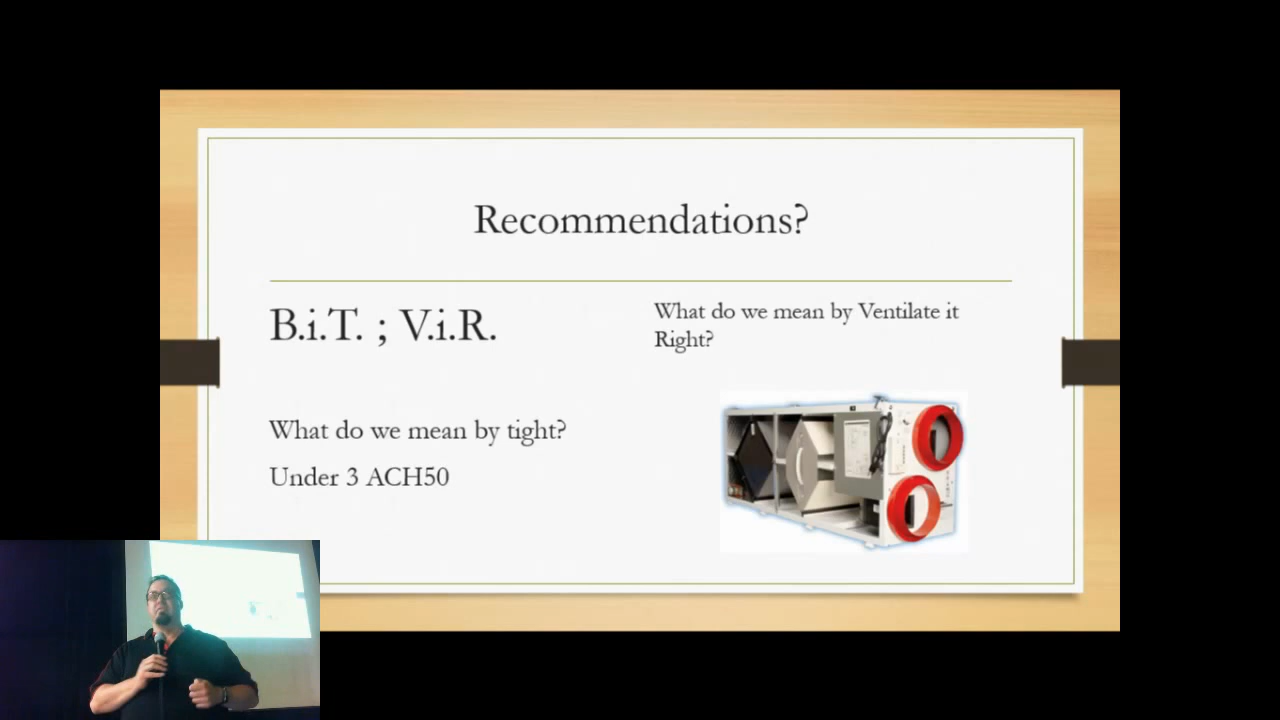 Recommendations?
B.i.T. ; V.i.R.
What do we mean by tight?
Under 3 ACH50
What do we mean by Ventilate it
Right?